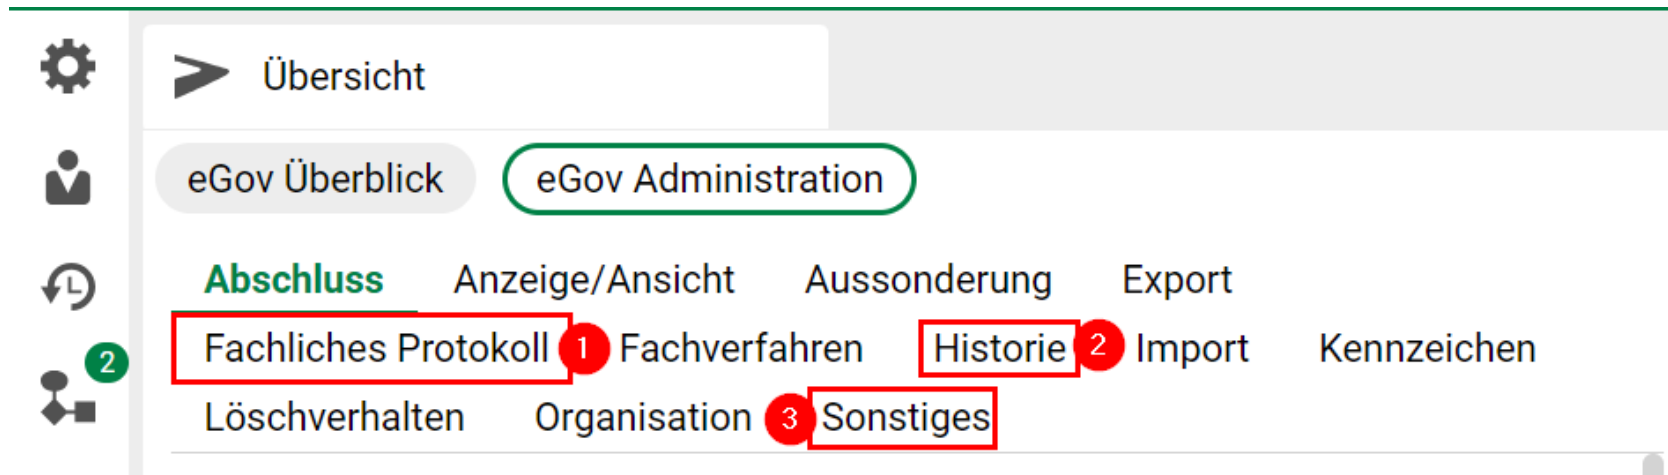 Übersicht
eGov Überblick eGov Administration
Abschluss Anzeige/Ansicht Aussonderung Export
Fachliches Protokoll 1 Fachverfahren Historie 2 Import Kennzeichen
2
Löschverhalten Organisation 3 Sonstiges